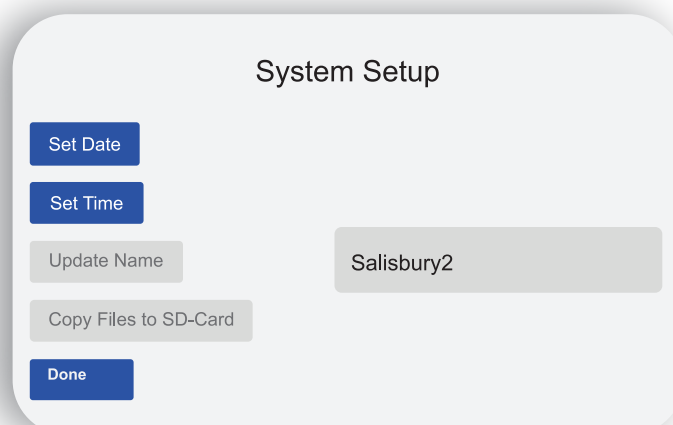 System Setup
Set Date
Set Time
Update Name
Salisbury2
Copy Files to SD-Card
Done